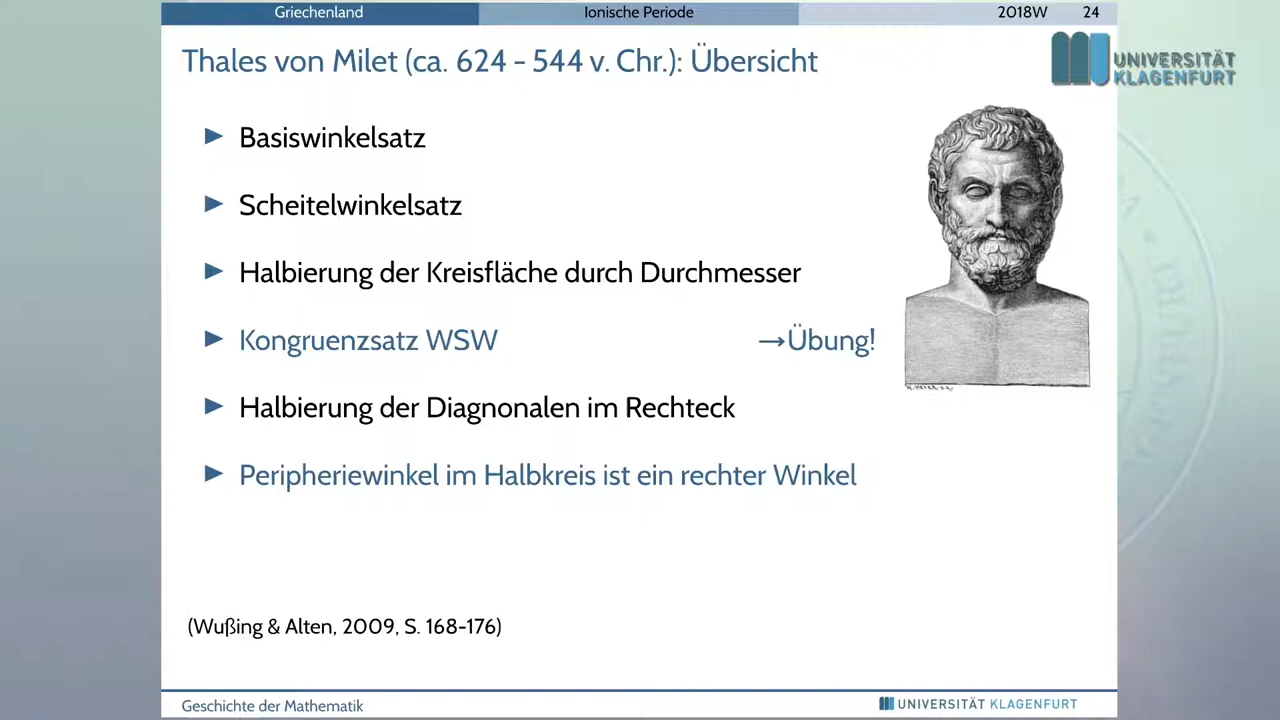 Griechenland Ionische Periode 2018W 24
Thales von Milet (ca. 624 – 544 v. Chr.): Übersicht
UNIVERSITÄT
KLAGENFURT
► Basiswinkelsatz
► Scheitelwinkelsatz
► Halbierung der Kreisfläche durch Durchmesser
► Kongruenzsatz WSW →Übung!
► Halbierung der Diagnonalen im Rechteck
► Peripheriewinkel im Halbkreis ist ein rechter Winkel
(Wußing & Alten, 2009, S. 168-176)
Geschichte der Mathematik UNIVERSITÄT KLAGENFURT